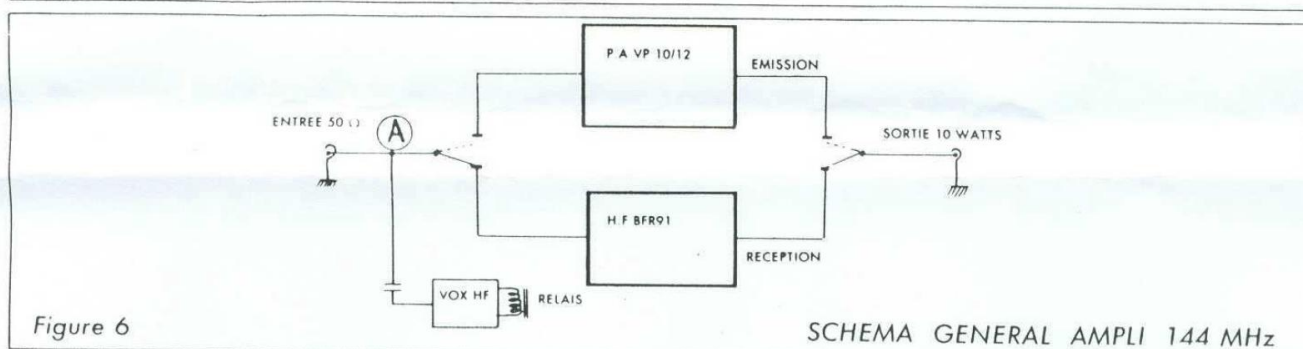 P.A VP 10/12
EMISSION
ENTREE 50 Ω
A
SORTIE 10 WATTS
H.F BFR91
RECEPTION
VOX HF
RELAIS
Figure 6
SCHEMA GENERAL AMPLI 144 MHz